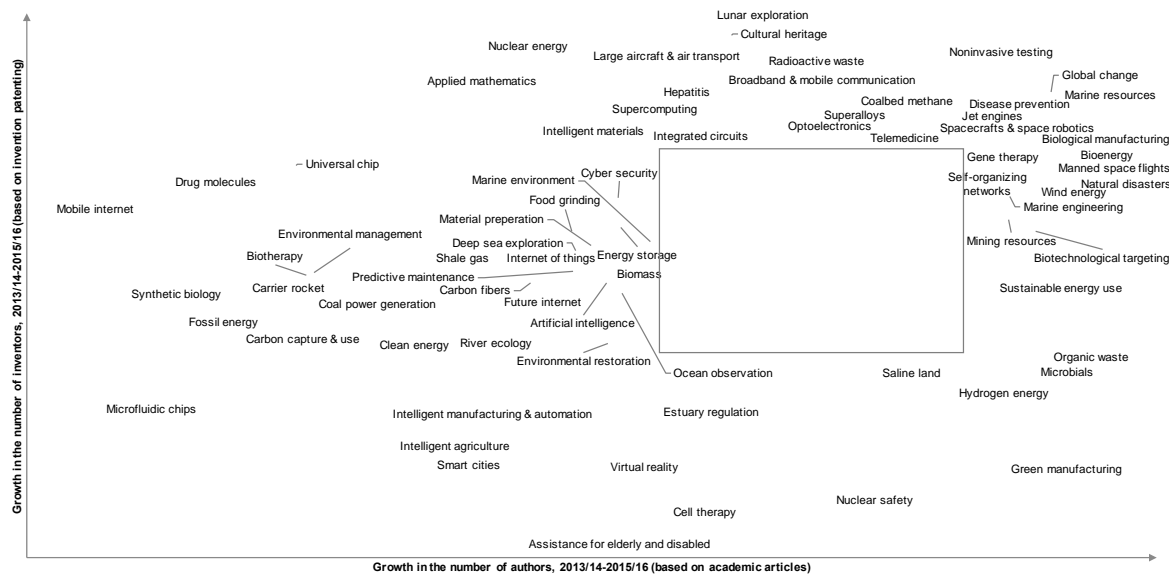 Growth in the number of inventors, 2013/14-2015/16 (based on invention patenting)
Lunar exploration
Cultural heritage
Nuclear energy
Large aircraft & air transport
Noninvasive testing
Radioactive waste
Applied mathematics
Broadband & mobile communication
Global change
Hepatitis
Marine resources
Supercomputing
Coalbed methane
Disease prevention
Superalloys
Jet engines
Intelligent materials
Integrated circuits
Optoelectronics
Spacecrafts & space robotics
Telemedicine
Biological manufacturing
Universal chip
Gene therapy
Bioenergy
Manned space flights
Drug molecules
Marine environment
Cyber security
Self-organizing
networks
Natural disasters
Wind energy
Mobile internet
Food grinding
Marine engineering
Material preperation
Environmental management
Deep sea exploration
Mining resources
Biotherapy
Shale gas
Internet of things
Energy storage
Biotechnological targeting
Predictive maintenance
Biomass
Carrier rocket
Carbon fibers
Sustainable energy use
Synthetic biology
Coal power generation
Future internet
Fossil energy
Artificial intelligence
Carbon capture & use
Clean energy
River ecology
Environmental restoration
Organic waste
Ocean observation
Saline land
Microbials
Hydrogen energy
Microfluidic chips
Intelligent manufacturing & automation
Estuary regulation
Intelligent agriculture
Smart cities
Virtual reality
Green manufacturing
Nuclear safety
Cell therapy
Assistance for elderly and disabled
Growth in the number of authors, 2013/14-2015/16 (based on academic articles)